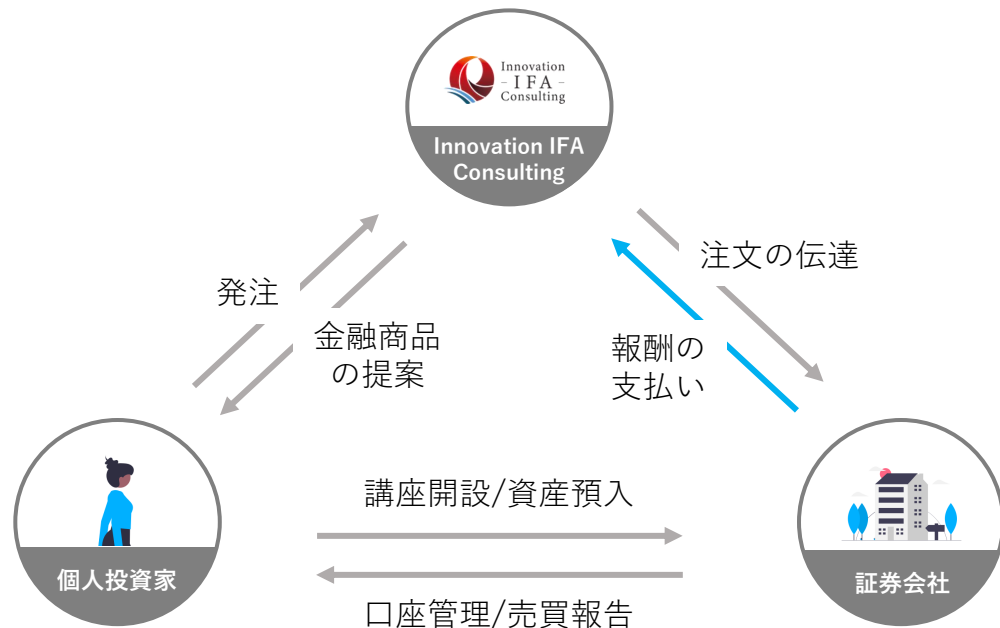 Innovation
- IFA -
Consulting
Innovation IFA
Consulting
発注
金融商品
の提案
注文の伝達
報酬の
支払い
講座開設/資産預入
口座管理/売買報告
個人投資家
証券会社